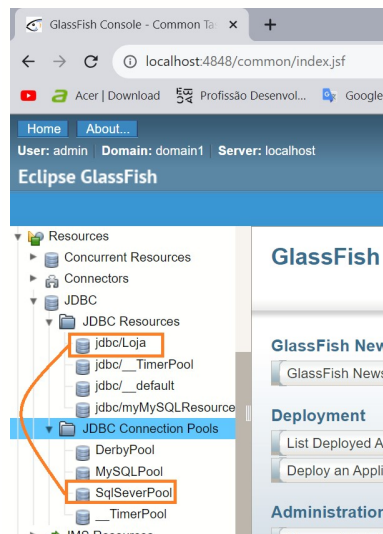 GlassFish Console - Common Ta
localhost:4848/common/index.jsf
Acer | Download Profissão Desenvol... Google
Home About...
User: admin Domain: domain1 Server: localhost
Eclipse GlassFish
Resources
Concurrent Resources
Connectors
JDBC
JDBC Resources
jdbc/Loja
jdbc/__TimerPool
jdbc/__default
jdbc/myMySQLResource
JDBC Connection Pools
DerbyPool
MySQLPool
SqlSeverPool
__TimerPool
JMS Resources
GlassFish
GlassFish New
GlassFish News
Deployment
List Deployed A
Deploy an Appli
Administration